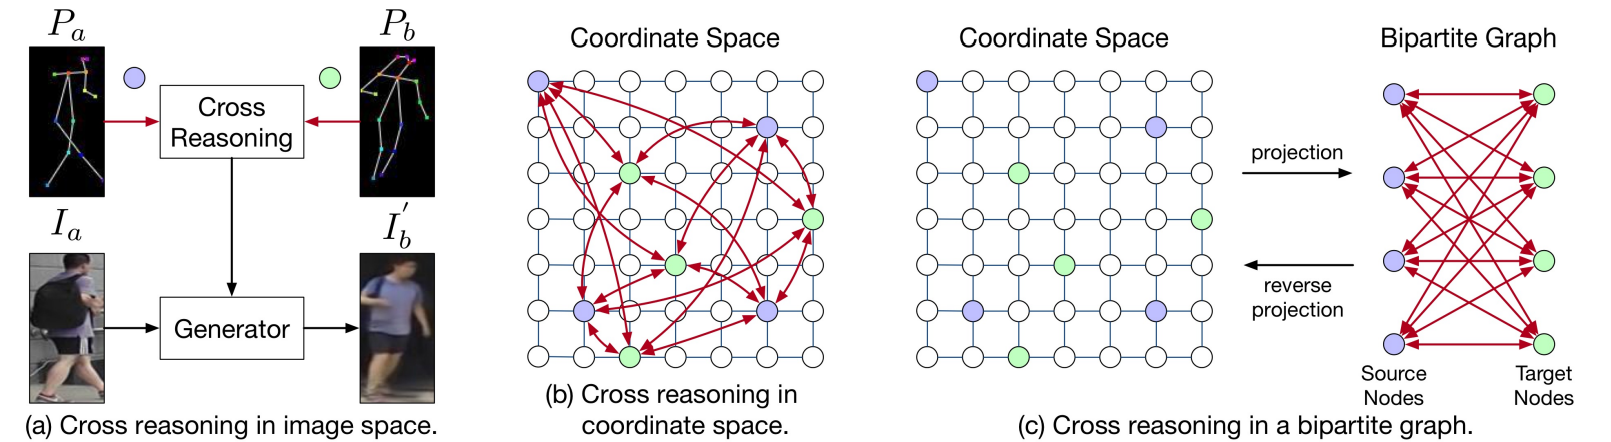 P_a
P_b
Cross
Reasoning
I_a
I_b'
Generator
(a) Cross reasoning in image space.
Coordinate Space
(b) Cross reasoning in
coordinate space.
Coordinate Space
Bipartite Graph
projection
reverse
projection
Source
Nodes
Target
Nodes
(c) Cross reasoning in a bipartite graph.